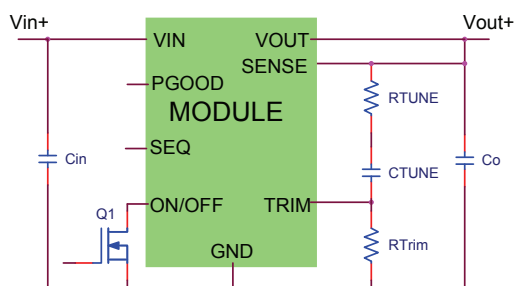 Vin+
Vout+
VIN
VOUT
SENSE
PGOOD
RTUNE
MODULE
SEQ
Cin
CTUNE
Co
Q1
ON/OFF
TRIM
GND
RTrim